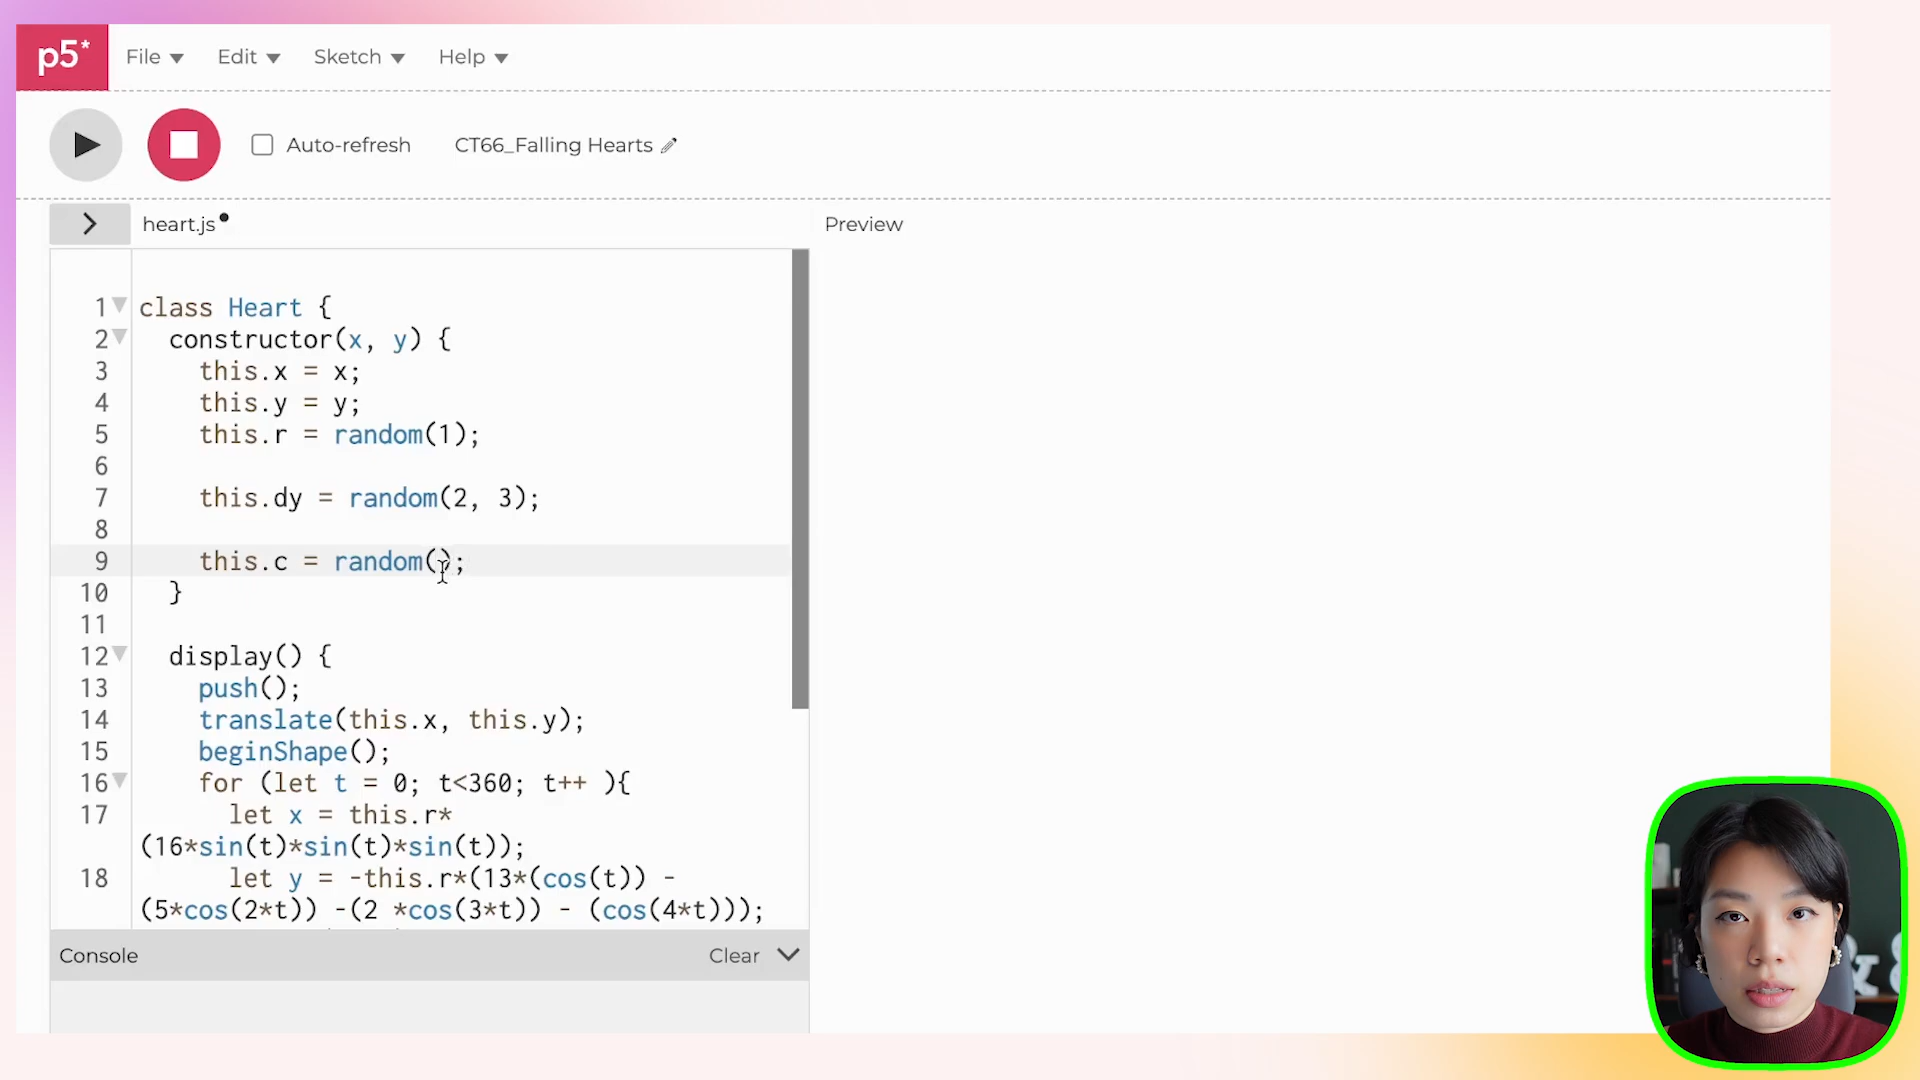 p5* File Edit Sketch Help
Auto-refresh CT66_Falling Hearts
heart.js Preview
1 class Heart {
2 constructor(x, y) {
3 this.x = x;
4 this.y = y;
5 this.r = random(1);
6
7 this.dy = random(2, 3);
8
9 this.c = random();
10 }
11
12 display() {
13 push();
14 translate(this.x, this.y);
15 beginShape();
16 for (let t = 0; t<360; t++ ){
17 let x = this.r*
(16*sin(t)*sin(t)*sin(t));
18 let y = -this.r*(13*(cos(t)) -
(5*cos(2*t)) -(2 *cos(3*t)) - (cos(4*t)));
Console Clear